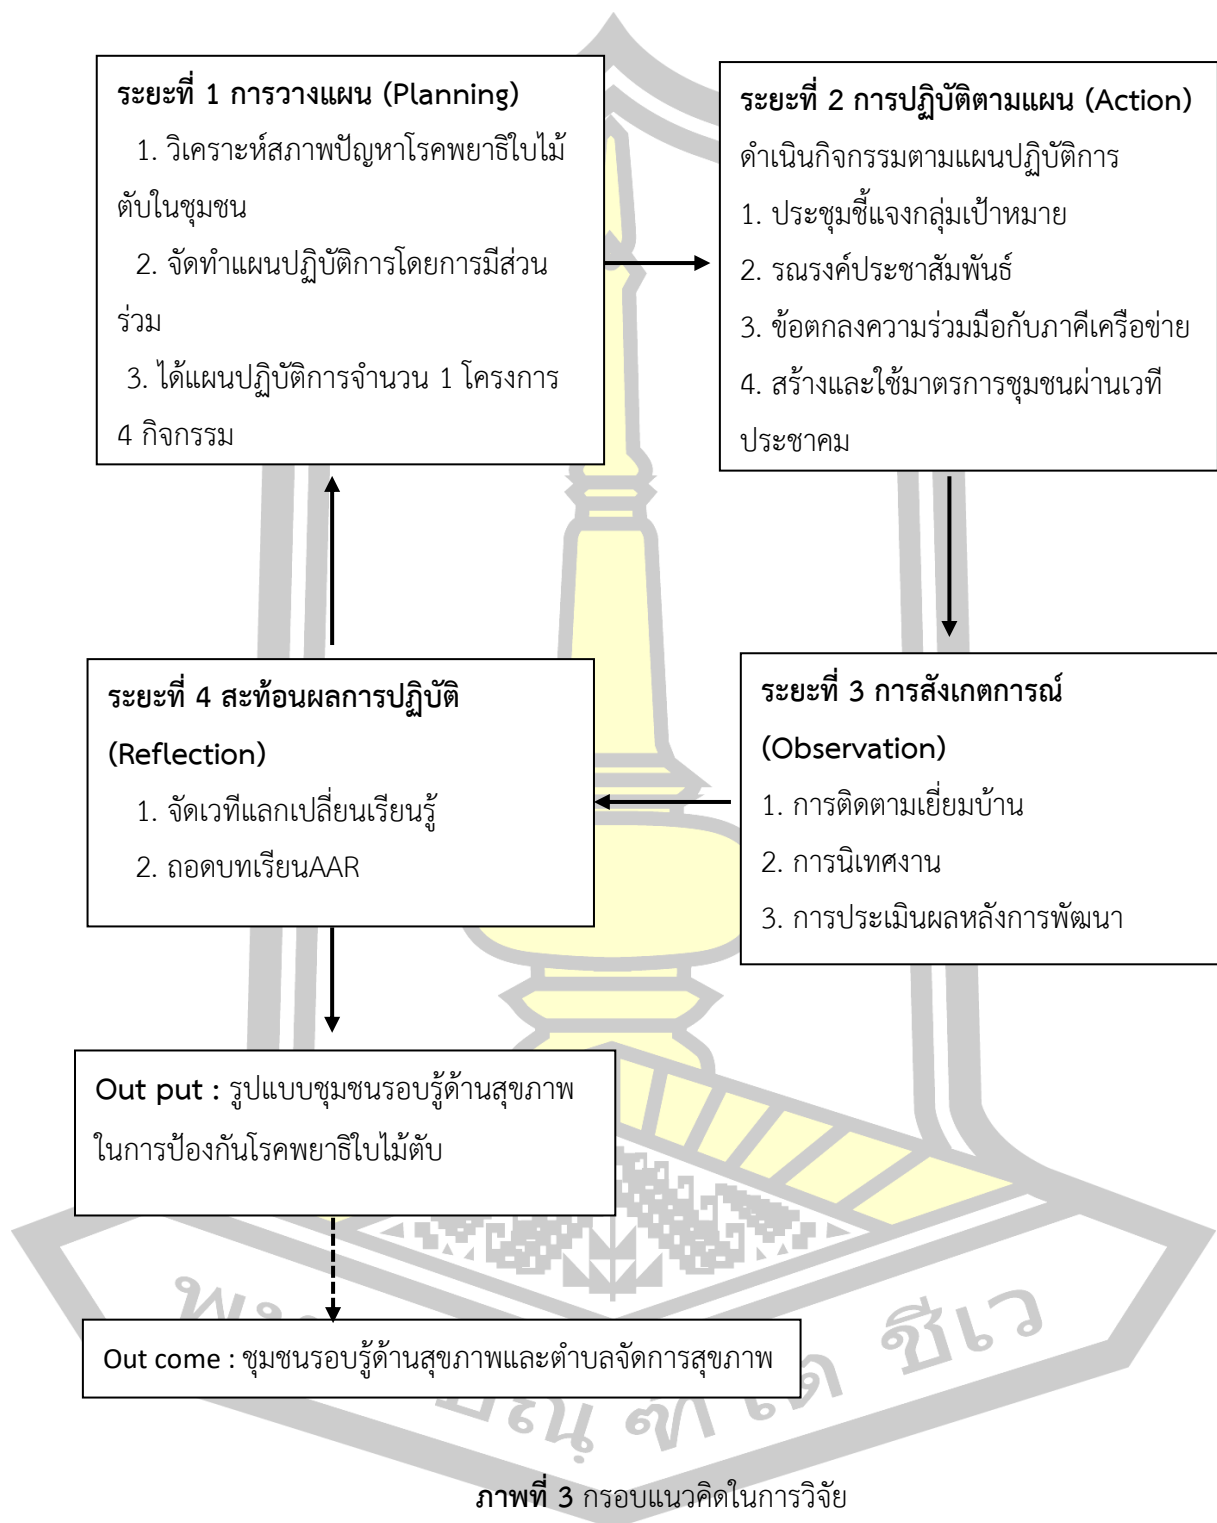 ระยะที่ 1 การวางแผน (Planning)
1. วิเคราะห์สภาพปัญหาโรคพยาธิใบไม้
ตับในชุมชน
2. จัดทำแผนปฏิบัติการโดยการมีส่วน
ร่วม
3. ได้แผนปฏิบัติการจำนวน 1 โครงการ
4 กิจกรรม
ระยะที่ 2 การปฏิบัติตามแผน (Action)
ดำเนินกิจกรรมตามแผนปฏิบัติการ
1. ประชุมชี้แจงกลุ่มเป้าหมาย
2. รณรงค์ประชาสัมพันธ์
3. ข้อตกลงความร่วมมือกับภาคีเครือข่าย
4. สร้างและใช้มาตรการชุมชนผ่านเวที
ประชาคม
ระยะที่ 3 การสังเกตการณ์
(Observation)
1. การติดตามเยี่ยมบ้าน
2. การนิเทศงาน
3. การประเมินผลหลังการพัฒนา
ระยะที่ 4 สะท้อนผลการปฏิบัติ
(Reflection)
1. จัดเวทีแลกเปลี่ยนเรียนรู้
2. ถอดบทเรียนAAR
Out put : รูปแบบชุมชนรอบรู้ด้านสุขภาพ
ในการป้องกันโรคพยาธิใบไม้ตับ
Out come : ชุมชนรอบรู้ด้านสุขภาพและตำบลจัดการสุขภาพ
ชีเว
ภาพที่ 3 กรอบแนวคิดในการวิจัย